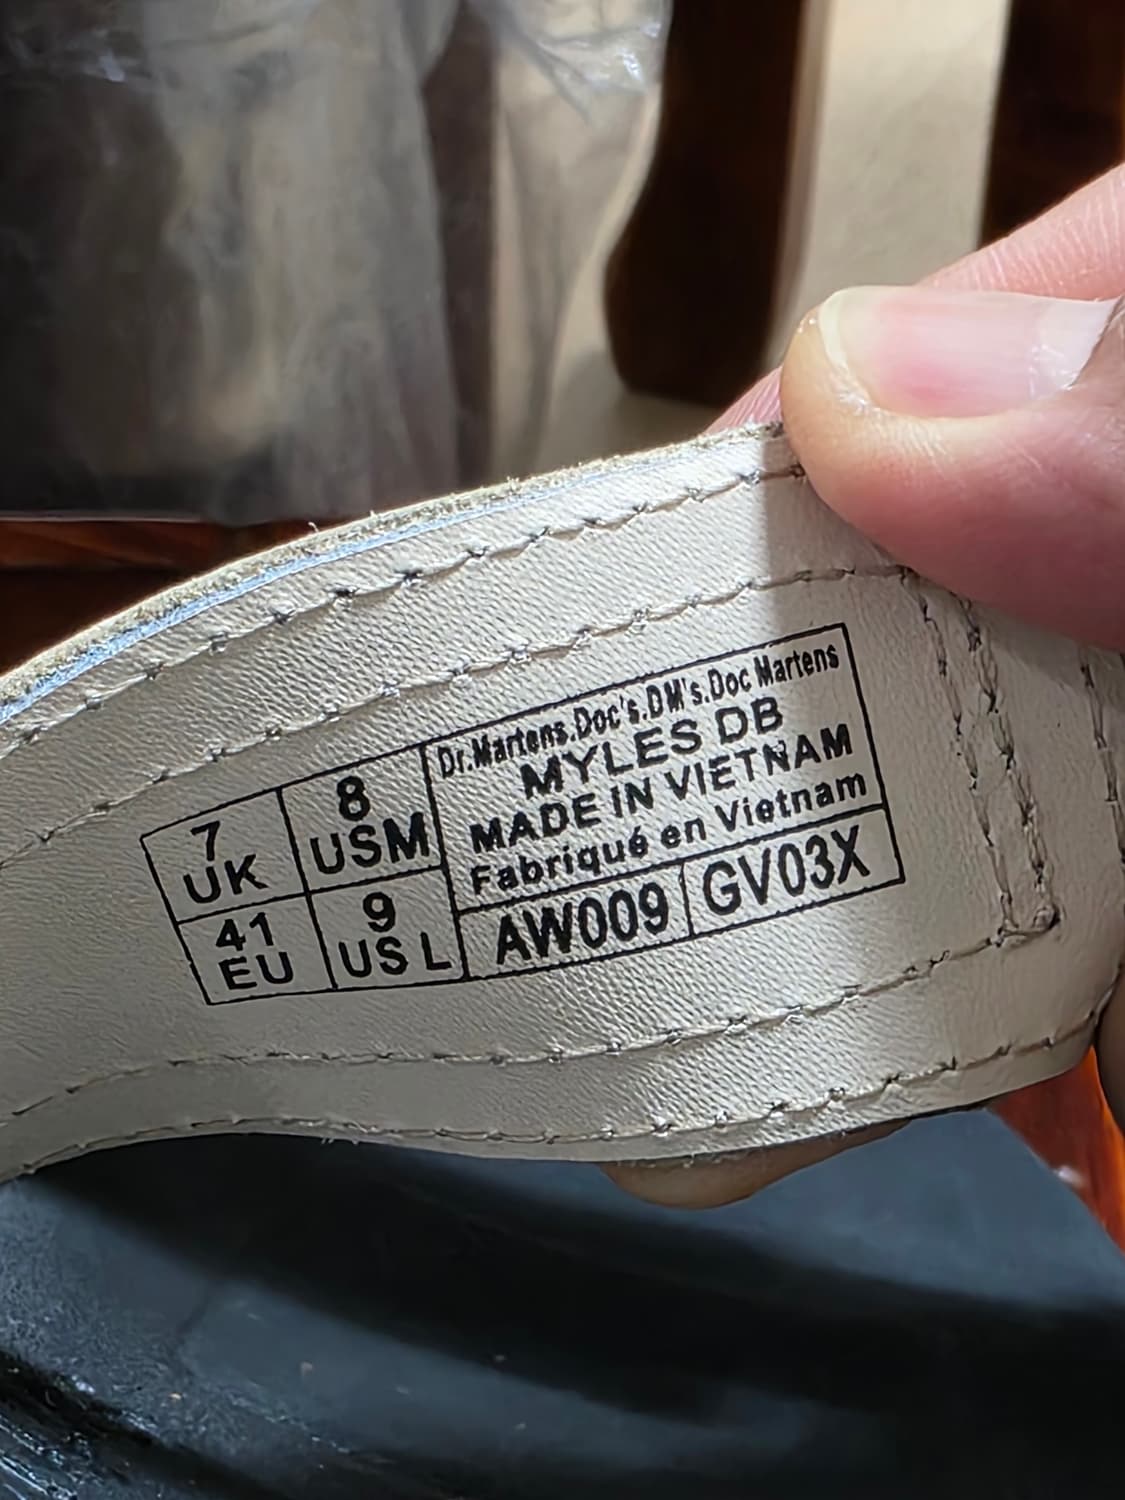 7
UK
8
USM
41
EU
9
US L
Dr.Martens.Doc's.DM's.Doc Martens
MYLES DB
MADE IN VIETNAM
Fabriqué en Vietnam
AW009
GV03X